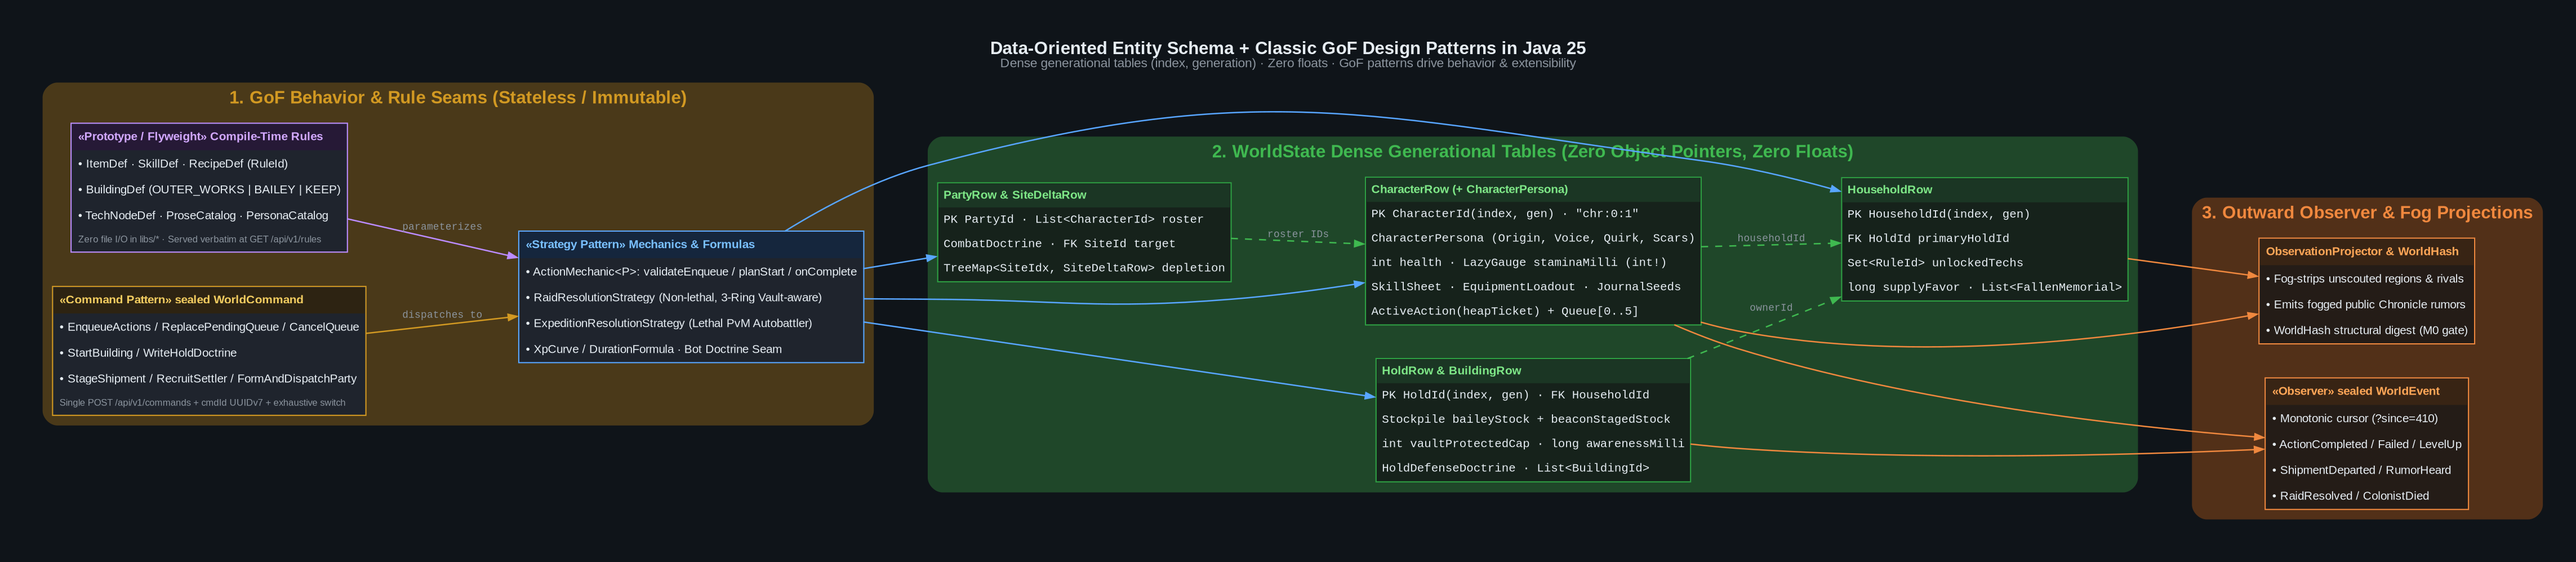 Data-Oriented Entity Schema + Classic GoF Design Patterns in Java 25
Dense generational tables (index, generation) · Zero floats · GoF patterns drive behavior & extensibility
1. GoF Behavior & Rule Seams (Stateless / Immutable)
«Prototype / Flyweight» Compile-Time Rules
• ItemDef · SkillDef · RecipeDef (RuleId)
• BuildingDef (OUTER_WORKS | BAILEY | KEEP)
• TechNodeDef · ProseCatalog · PersonaCatalog
Zero file I/O in libs/* · Served verbatim at GET /api/v1/rules
parameterizes
«Command Pattern» sealed WorldCommand
• EnqueueActions / ReplacePendingQueue / CancelQueue
• StartBuilding / WriteHoldDoctrine
• StageShipment / RecruitSettler / FormAndDispatchParty
Single POST /api/v1/commands + cmdId UUIDv7 + exhaustive switch
dispatches to
«Strategy Pattern» Mechanics & Formulas
• ActionMechanic<P>: validateEnqueue / planStart / onComplete
• RaidResolutionStrategy (Non-lethal, 3-Ring Vault-aware)
• ExpeditionResolutionStrategy (Lethal PvM Autobattler)
• XpCurve / DurationFormula · Bot Doctrine Seam
2. WorldState Dense Generational Tables (Zero Object Pointers, Zero Floats)
PartyRow & SiteDeltaRow
PK PartyId · List<CharacterId> roster
CombatDoctrine · FK SiteId target
TreeMap<SiteIdx, SiteDeltaRow> depletion
roster IDs
CharacterRow (+ CharacterPersona)
PK CharacterId(index, gen) · "chr:0:1"
CharacterPersona (Origin, Voice, Quirk, Scars)
int health · LazyGauge staminaMilli (int!)
SkillSheet · EquipmentLoadout · JournalSeeds
ActiveAction(heapTicket) + Queue[0..5]
householdId
HouseholdRow
PK HouseholdId(index, gen)
FK HoldId primaryHoldId
Set<RuleId> unlockedTechs
long supplyFavor · List<FallenMemorial>
ownerId
HoldRow & BuildingRow
PK HoldId(index, gen) · FK HouseholdId
Stockpile baileyStock + beaconStagedStock
int vaultProtectedCap · long awarenessMilli
HoldDefenseDoctrine · List<BuildingId>
3. Outward Observer & Fog Projections
ObservationProjector & WorldHash
• Fog-strips unscouted regions & rivals
• Emits fogged public Chronicle rumors
• WorldHash structural digest (M0 gate)
«Observer» sealed WorldEvent
• Monotonic cursor (?since=410)
• ActionCompleted / Failed / LevelUp
• ShipmentDeparted / RumorHeard
• RaidResolved / ColonistDied